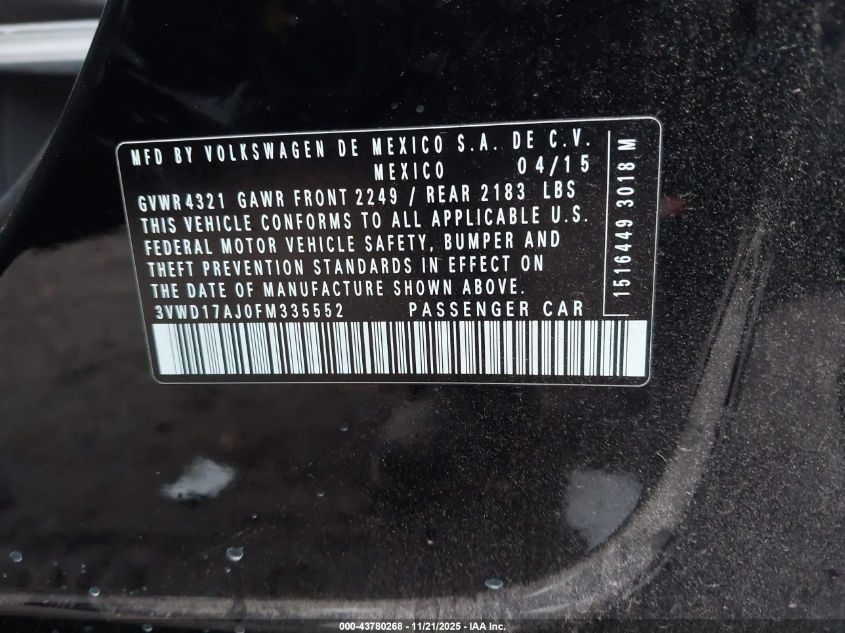 MFD BY VOLKSWAGEN DE MEXICO S.A. DE C.V.
MEXICO 04/15
GVWR 4321 GAWR FRONT 2249 / REAR 2183 LBS
THIS VEHICLE CONFORMS TO ALL APPLICABLE U.S.
FEDERAL MOTOR VEHICLE SAFETY, BUMPER AND
THEFT PREVENTION STANDARDS IN EFFECT ON
THE DATE OF MANUFACTURE SHOWN ABOVE.
3VWD17AJ0FM335552 PASSENGER CAR
1516449 3018 M
000-43780268 - 11/21/2025 - IAA Inc.